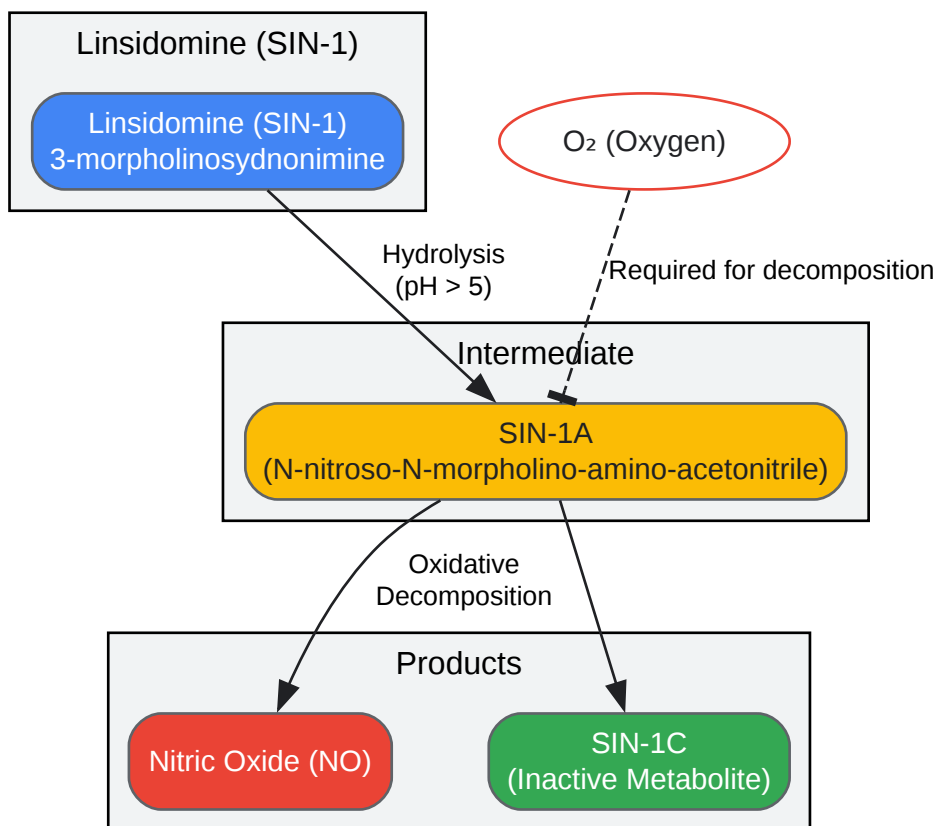 Linsidomine (SIN-1)
Linsidomine (SIN-1)
3-morpholinosydnonimine
O₂ (Oxygen)
Hydrolysis
(pH > 5)
Required for decomposition
Intermediate
SIN-1A
(N-nitroso-N-morpholino-amino-acetonitrile)
Oxidative
Decomposition
Products
Nitric Oxide (NO)
SIN-1C
(Inactive Metabolite)